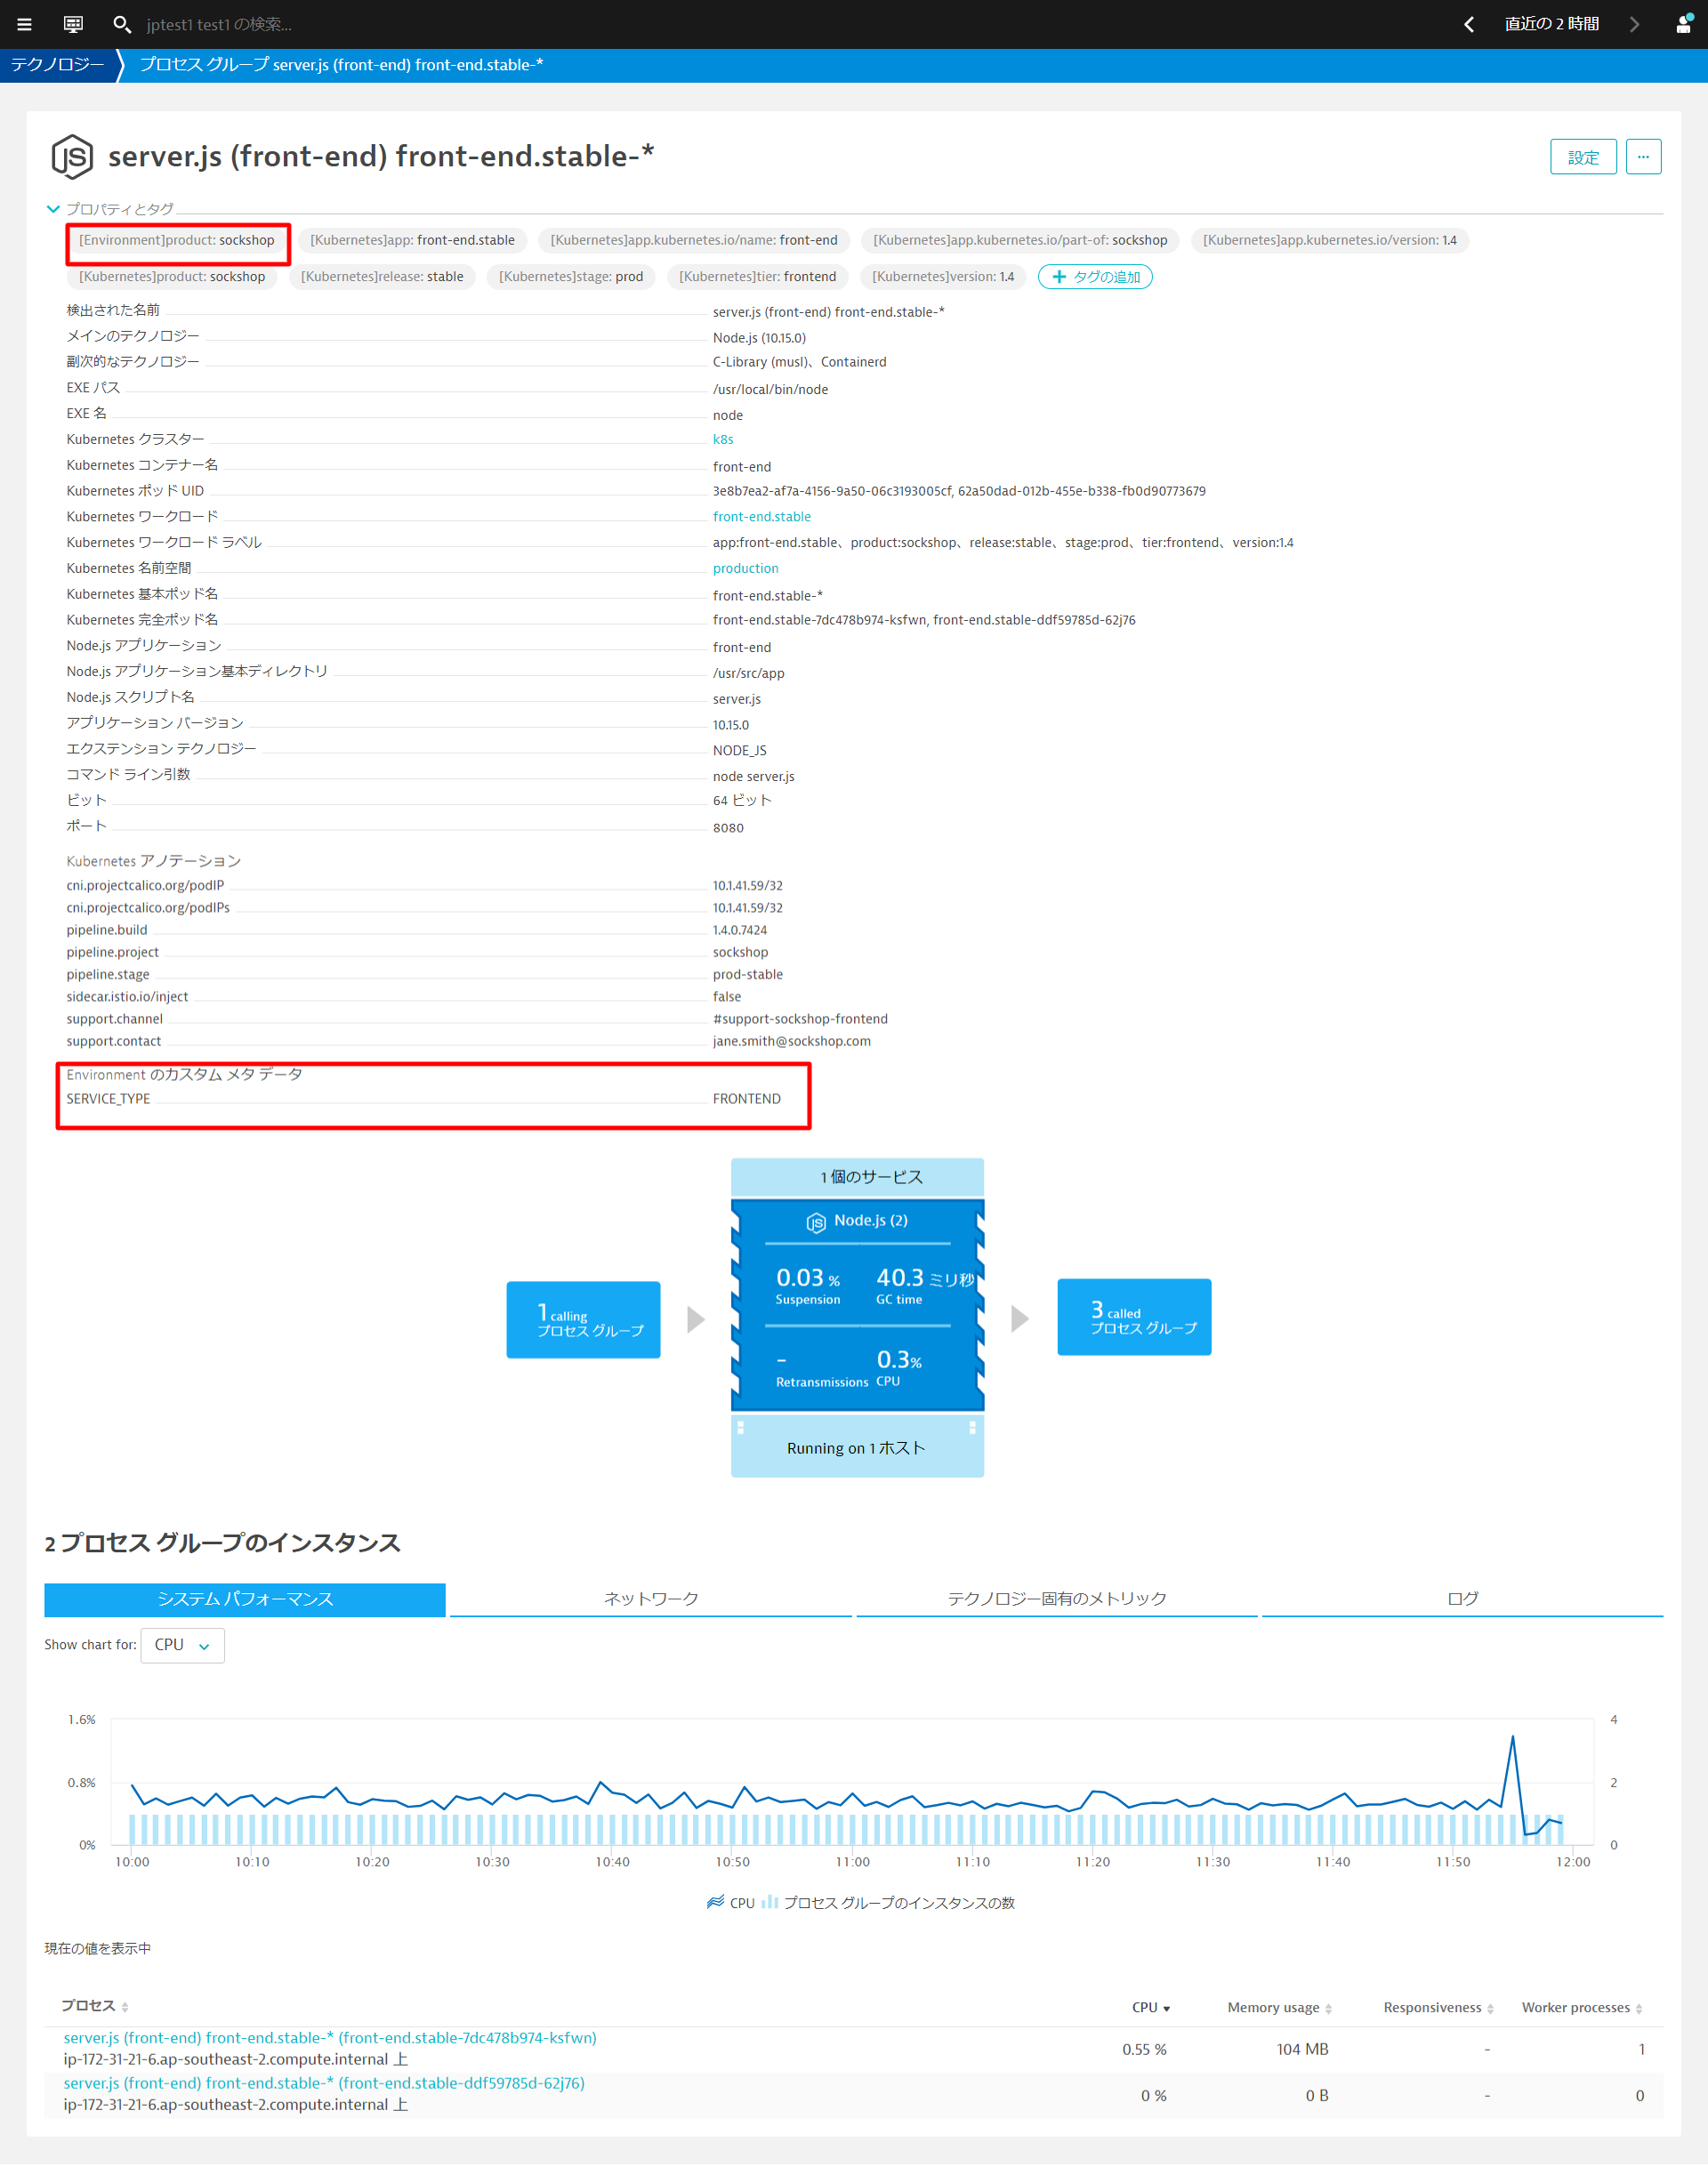 jptest1 test1 の検索...
直近の 2 時間
テクノロジー
プロセス グループ server.js (front-end) front-end.stable-*
server.js (front-end) front-end.stable-*
設定
...
プロパティとタグ
[Environment]product: sockshop
[Kubernetes]app: front-end.stable
[Kubernetes]app.kubernetes.io/name: front-end
[Kubernetes]app.kubernetes.io/part-of: sockshop
[Kubernetes]app.kubernetes.io/version: 1.4
[Kubernetes]product: sockshop
[Kubernetes]release: stable
[Kubernetes]stage: prod
[Kubernetes]tier: frontend
[Kubernetes]version: 1.4
タグの追加
検出された名前 server.js (front-end) front-end.stable-*
メインのテクノロジー Node.js (10.15.0)
副次的なテクノロジー C-Library (musl)、Containerd
EXE パス /usr/local/bin/node
EXE 名 node
Kubernetes クラスター k8s
Kubernetes コンテナー名 front-end
Kubernetes ポッド UID 3e8b7ea2-af7a-4156-9a50-06c3193005cf, 62a50dad-012b-455e-b338-fb0d90773679
Kubernetes ワークロード front-end.stable
Kubernetes ワークロード ラベル app:front-end.stable、product:sockshop、release:stable、stage:prod、tier:frontend、version:1.4
Kubernetes 名前空間 production
Kubernetes 基本ポッド名 front-end.stable-*
Kubernetes 完全ポッド名 front-end.stable-7dc478b974-ksfwn, front-end.stable-ddf59785d-62j76
Node.js アプリケーション front-end
Node.js アプリケーション基本ディレクトリ /usr/src/app
Node.js スクリプト名 server.js
アプリケーション バージョン 10.15.0
エクステンション テクノロジー NODE_JS
コマンド ライン引数 node server.js
ビット 64 ビット
ポート 8080
Kubernetes アノテーション
cni.projectcalico.org/podIP 10.1.41.59/32
cni.projectcalico.org/podIPs 10.1.41.59/32
pipeline.build 1.4.0.7424
pipeline.project sockshop
pipeline.stage prod-stable
sidecar.istio.io/inject false
support.channel #support-sockshop-frontend
support.contact jane.smith@sockshop.com
Environment のカスタム メタ データ
SERVICE_TYPE FRONTEND
1 個のサービス
JS Node.js (2)
0.03 % 40.3 ミリ秒
Suspension GC time
- 0.3%
Retransmissions CPU
1 calling
プロセス グループ
3 called
プロセス グループ
Running on 1 ホスト
2 プロセス グループのインスタンス
システム パフォーマンス
ネットワーク
テクノロジー固有のメトリック
ログ
Show chart for: CPU
1.6% 4
0.8% 2
0% 0
10:00 10:10 10:20 10:30 10:40 10:50 11:00 11:10 11:20 11:30 11:40 11:50 12:00
CPU プロセス グループのインスタンスの数
現在の値を表示中
プロセス CPU Memory usage Responsiveness Worker processes
server.js (front-end) front-end.stable-* (front-end.stable-7dc478b974-ksfwn)
ip-172-31-21-6.ap-southeast-2.compute.internal 上
0.55 % 104 MB - 1
server.js (front-end) front-end.stable-* (front-end.stable-ddf59785d-62j76)
ip-172-31-21-6.ap-southeast-2.compute.internal 上
0 % 0 B - 0